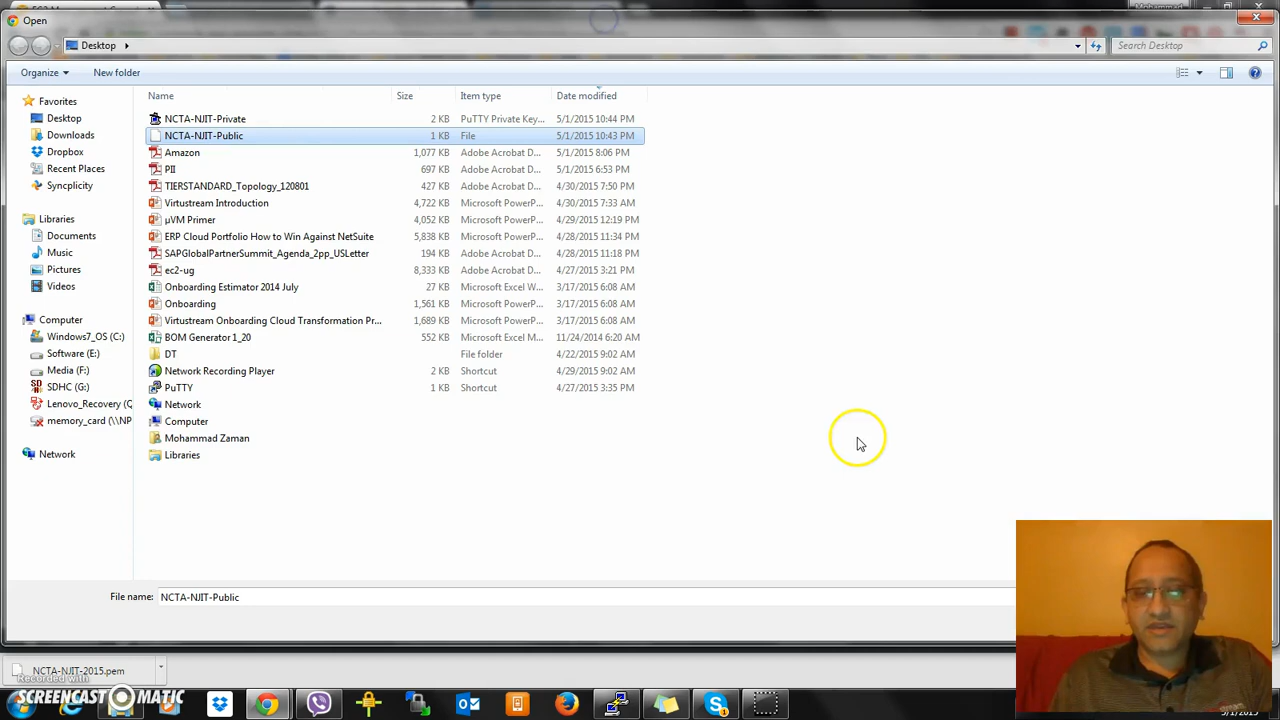 Open
Mohammad
Desktop
Search Desktop
Organize
New folder
Name
Size
Item type
Date modified
Favorites
Desktop
Downloads
Dropbox
Recent Places
Syncplicity
Libraries
Documents
Music
Pictures
Videos
Computer
Windows7_OS (C:)
Software (E:)
Media (F:)
SDHC (G:)
Lenovo_Recovery (Q
memory_card (\\NP
Network
NCTA-NJIT-Private 2 KB PuTTY Private Key... 5/1/2015 10:44 PM
NCTA-NJIT-Public 1 KB File 5/1/2015 10:43 PM
Amazon 1,077 KB Adobe Acrobat D... 5/1/2015 8:06 PM
PII 697 KB Adobe Acrobat D... 5/1/2015 6:53 PM
TIERSTANDARD_Topology_120801 427 KB Adobe Acrobat D... 4/30/2015 7:50 PM
Virtustream Introduction 4,722 KB Microsoft PowerP... 4/30/2015 7:33 AM
μVM Primer 4,052 KB Microsoft PowerP... 4/29/2015 12:19 PM
ERP Cloud Portfolio How to Win Against NetSuite 5,838 KB Microsoft PowerP... 4/28/2015 11:34 PM
SAPGlobalPartnerSummit_Agenda_2pp_USLetter 194 KB Adobe Acrobat D... 4/28/2015 11:18 PM
ec2-ug 8,333 KB Adobe Acrobat D... 4/27/2015 3:21 PM
Onboarding Estimator 2014 July 27 KB Microsoft Excel W... 3/17/2015 6:08 AM
Onboarding 1,561 KB Microsoft PowerP... 3/17/2015 6:08 AM
Virtustream Onboarding Cloud Transformation Pr... 1,689 KB Microsoft PowerP... 3/17/2015 6:08 AM
BOM Generator 1_20 552 KB Microsoft Excel M... 11/24/2014 6:20 AM
DT File folder 4/22/2015 9:02 AM
Network Recording Player 2 KB Shortcut 4/29/2015 9:02 AM
PuTTY 1 KB Shortcut 4/27/2015 3:35 PM
Network
Computer
Mohammad Zaman
Libraries
File name: NCTA-NJIT-Public
NCTA-NJIT-2015.pem
Recorded with
SCREENCAST MATIC
5/1/2015